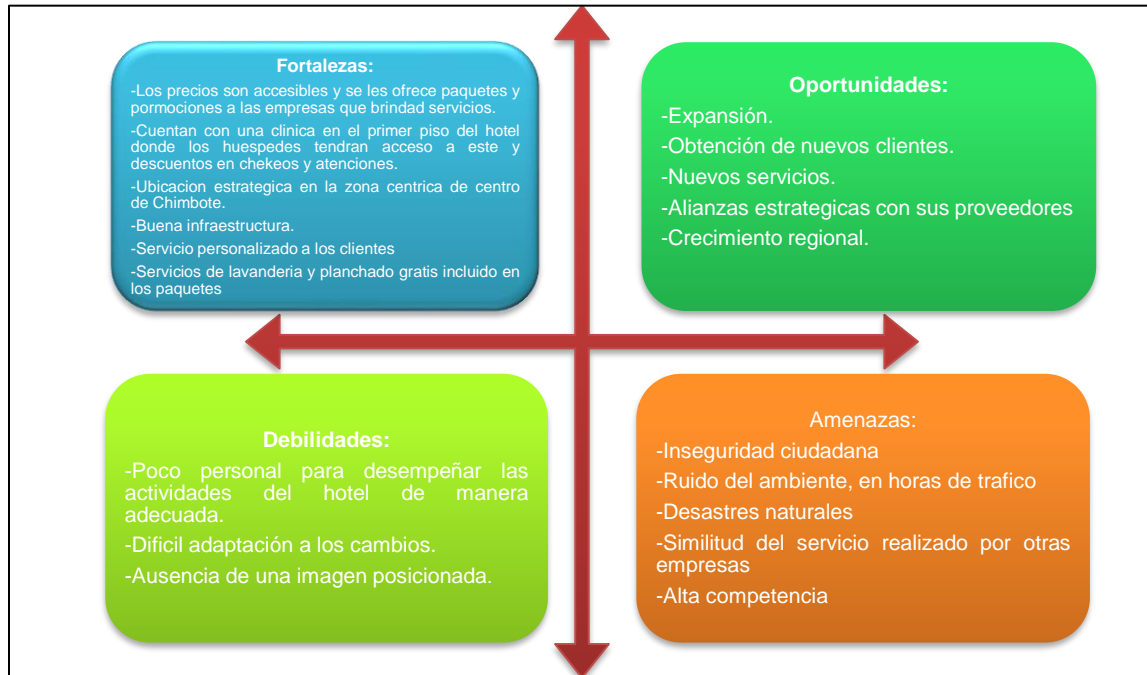 Fortalezas:
-Los precios son accesibles y se les ofrece paquetes y
pormociones a las empresas que brindad servicios.
-Cuentan con una clinica en el primer piso del hotel
donde los huespedes tendran acceso a este y
descuentos en chekeos y atenciones.
-Ubicacion estrategica en la zona centrica de centro
de Chimbote.
-Buena infraestructura.
-Servicio personalizado a los clientes
-Servicios de lavanderia y planchado gratis incluido en
los paquetes
Oportunidades:
-Expansión.
-Obtención de nuevos clientes.
-Nuevos servicios.
-Alianzas estrategicas con sus proveedores
-Crecimiento regional.
Debilidades:
-Poco personal para desempeñar las
actividades del hotel de manera
adecuada.
-Dificil adaptación a los cambios.
-Ausencia de una imagen posicionada.
Amenazas:
-Inseguridad ciudadana
-Ruido del ambiente, en horas de trafico
-Desastres naturales
-Similitud del servicio realizado por otras
empresas
-Alta competencia